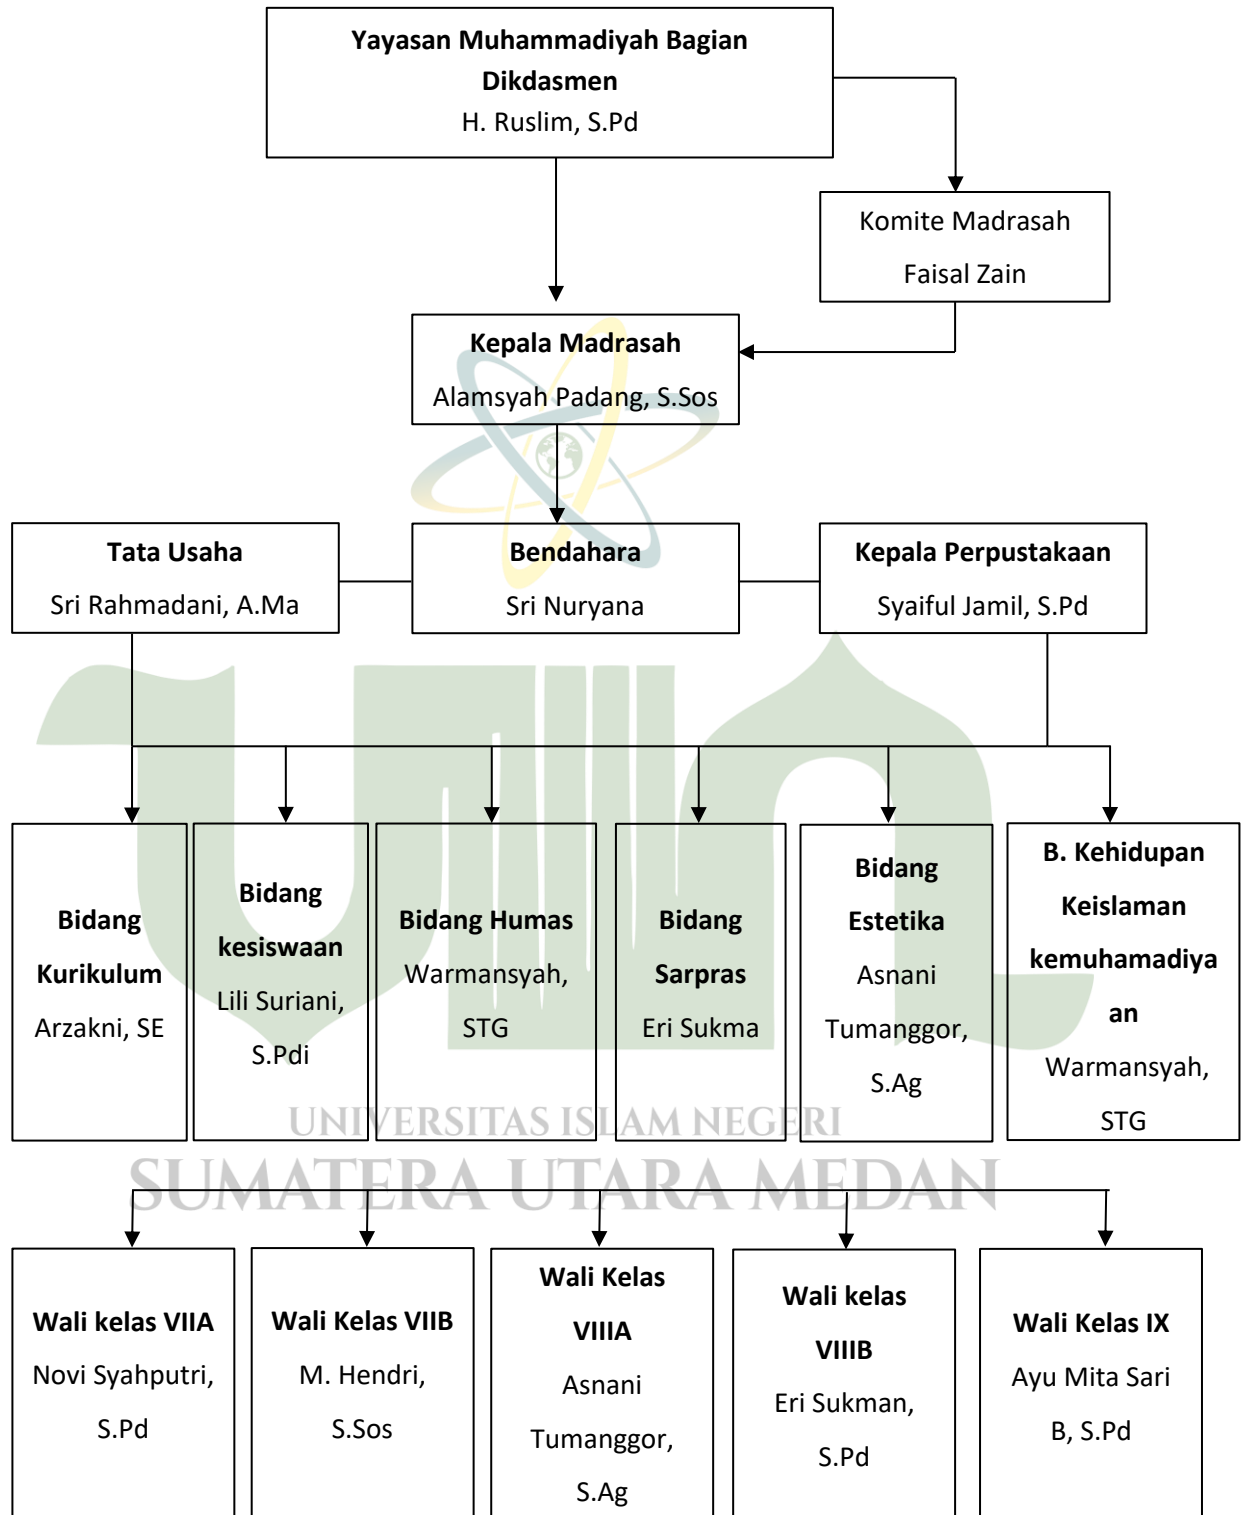 Yayasan Muhammadiyah Bagian
Dikdasmen
H. Ruslim, S.Pd
Komite Madrasah
Faisal Zain
Kepala Madrasah
Alamsyah Padang, S.Sos
Tata Usaha
Sri Rahmadani, A.Ma
Bendahara
Sri Nuryana
Kepala Perpustakaan
Syaiful Jamil, S.Pd
Bidang
Kurikulum
Arzakni, SE
Bidang
kesiswaan
Lili Suriani,
S.Pdi
Bidang Humas
Warmansyah,
STG
Bidang
Sarpras
Eri Sukma
Bidang
Estetika
Asnani
Tumanggor,
S.Ag
B. Kehidupan
Keislaman
kemuhamadiya
an
Warmansyah,
STG
UNIVERSITAS ISLAM NEGERI
SUMATERA UTARA MEDAN
Wali kelas VIIA
Novi Syahputri,
S.Pd
Wali Kelas VIIB
M. Hendri,
S.Sos
Wali Kelas
VIIIA
Asnani
Tumanggor,
S.Ag
Wali kelas
VIIIB
Eri Sukman,
S.Pd
Wali Kelas IX
Ayu Mita Sari
B, S.Pd